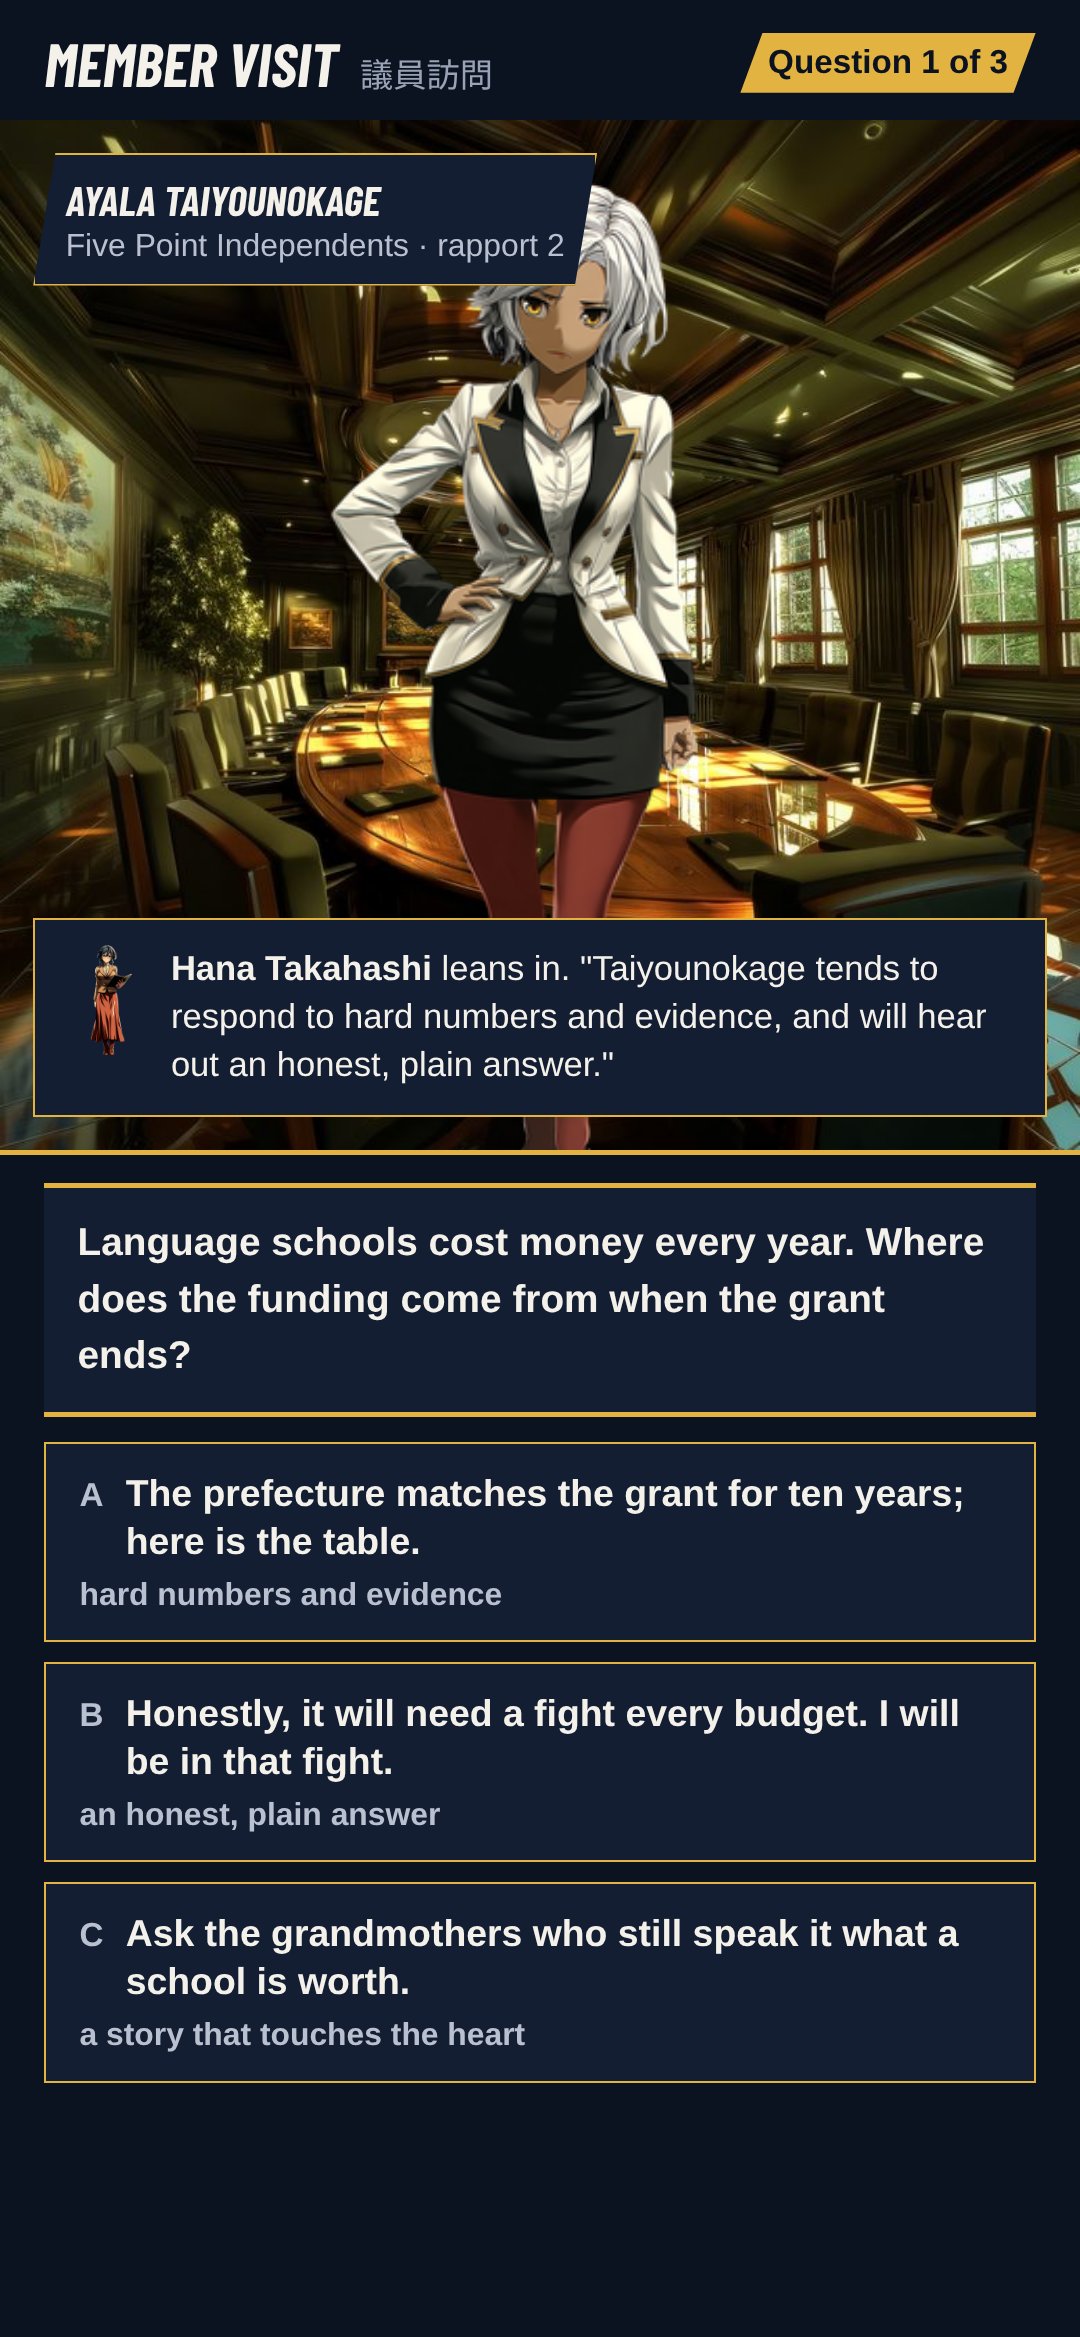 MEMBER VISIT 議員訪問
Question 1 of 3
AYALA TAIYOUNOKAGE
Five Point Independents · rapport 2
Hana Takahashi leans in. "Taiyounokage tends to
respond to hard numbers and evidence, and will hear
out an honest, plain answer."
Language schools cost money every year. Where
does the funding come from when the grant
ends?
A The prefecture matches the grant for ten years;
here is the table.
hard numbers and evidence
B Honestly, it will need a fight every budget. I will
be in that fight.
an honest, plain answer
C Ask the grandmothers who still speak it what a
school is worth.
a story that touches the heart